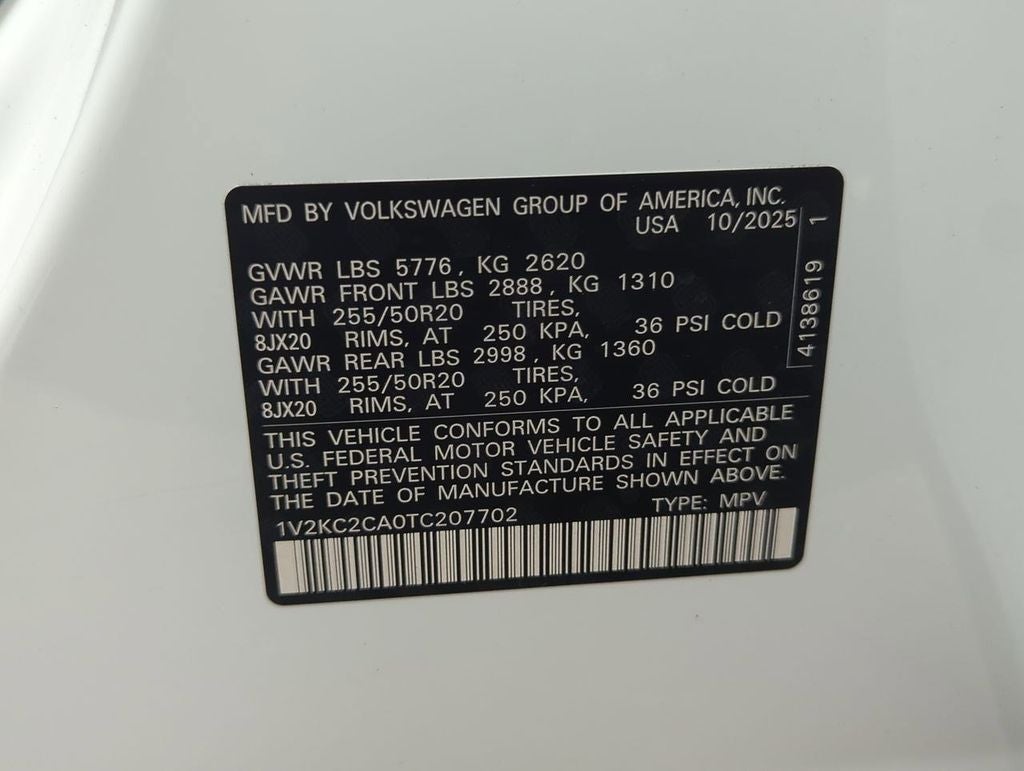 MFD BY VOLKSWAGEN GROUP OF AMERICA, INC.
USA 10/2025
GVWR LBS 5776, KG 2620
GAWR FRONT LBS 2888, KG 1310
WITH 255/50R20 TIRES,
8JX20 RIMS, AT 250 KPA, 36 PSI COLD
GAWR REAR LBS 2998, KG 1360
WITH 255/50R20 TIRES,
8JX20 RIMS, AT 250 KPA, 36 PSI COLD
THIS VEHICLE CONFORMS TO ALL APPLICABLE
U.S. FEDERAL MOTOR VEHICLE SAFETY AND
THEFT PREVENTION STANDARDS IN EFFECT ON
THE DATE OF MANUFACTURE SHOWN ABOVE.
1V2KC2CA0TC207702 TYPE: MPV
4138619 1